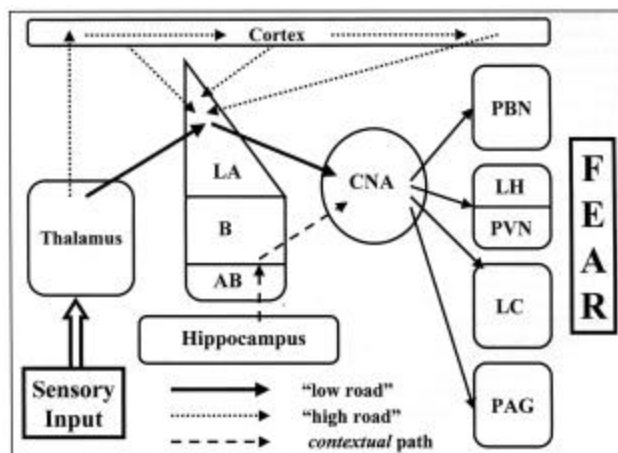 Cortex
PBN
LA
CNA
LH
Thalamus
B
PVN
AB
LC
Hippocampus
Sensory
Input
"low road"
"high road"
contextual path
PAG
F
E
A
R